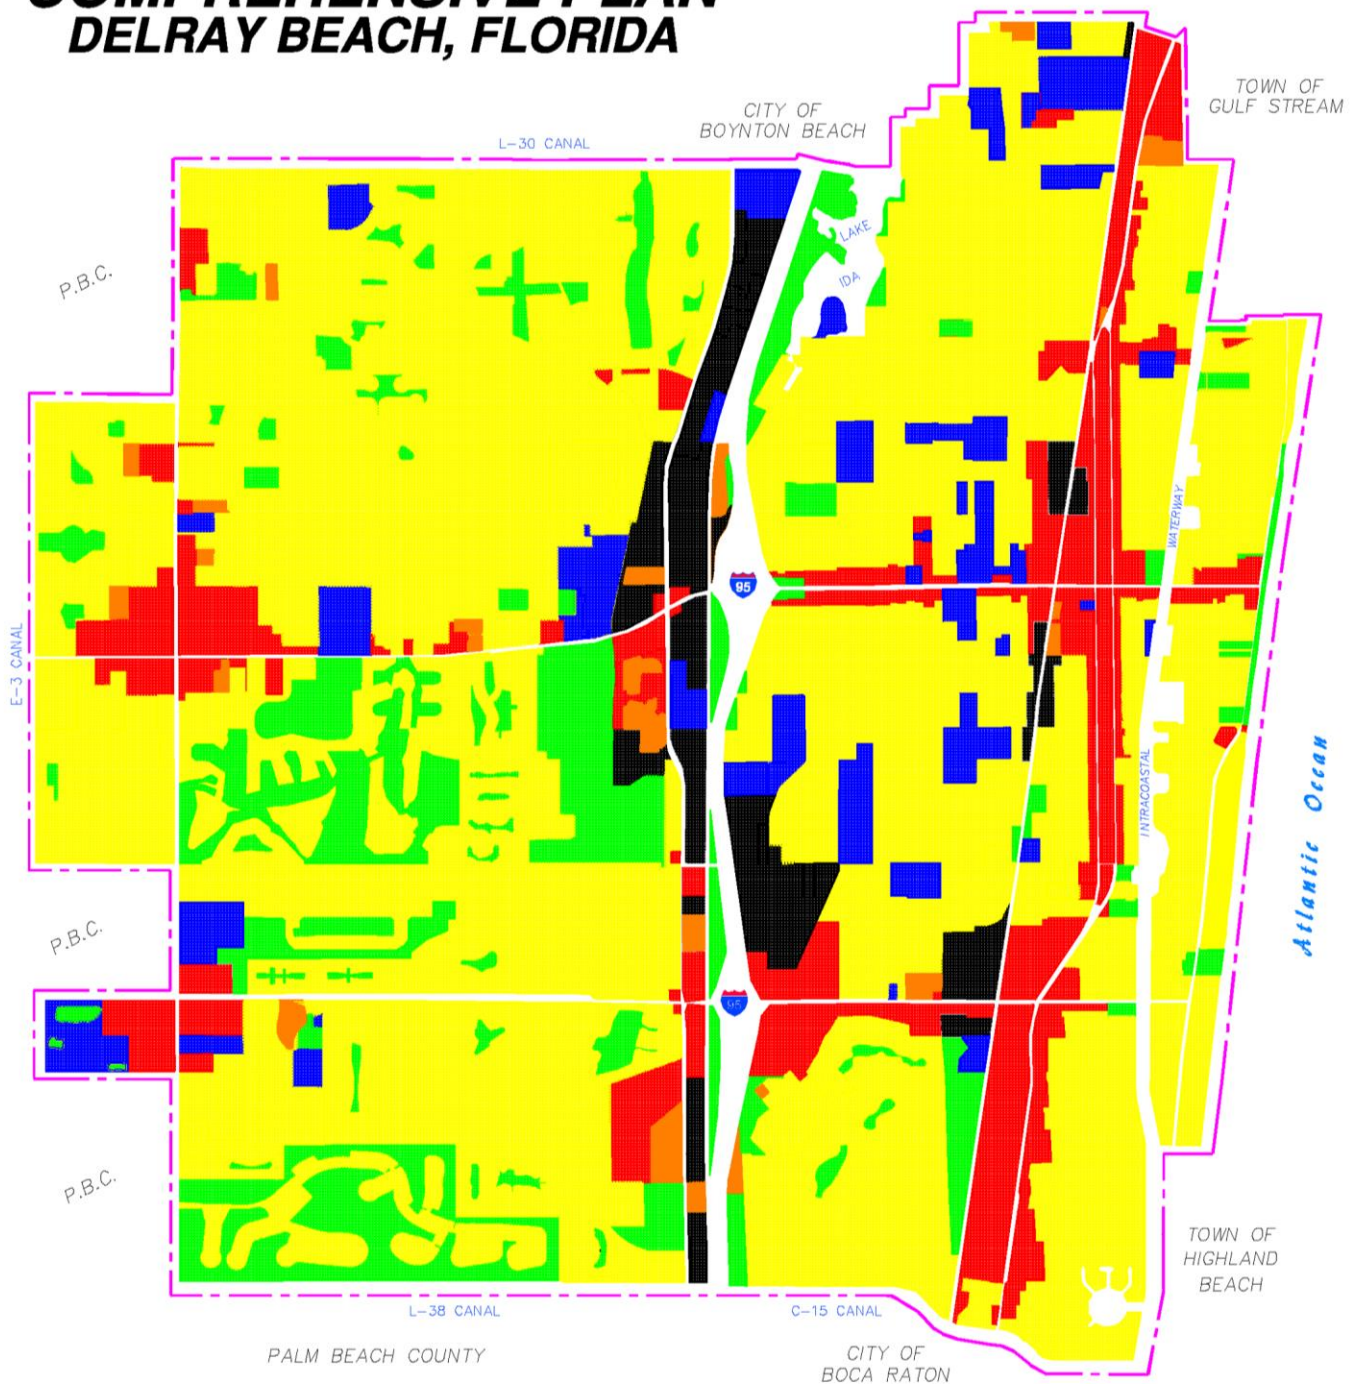 COMPREHENSIVE PLAN
DELRAY BEACH, FLORIDA
TOWN OF
GULF STREAM
CITY OF
BOYNTON BEACH
L-30 CANAL
P.B.C.
LAKE
IDA
WATERWAY
95
E-3 CANAL
INTRACOASTAL
Atlantic Ocean
P.B.C.
95
P.B.C.
TOWN OF
HIGHLAND
BEACH
L-38 CANAL
C-15 CANAL
PALM BEACH COUNTY
CITY OF
BOCA RATON